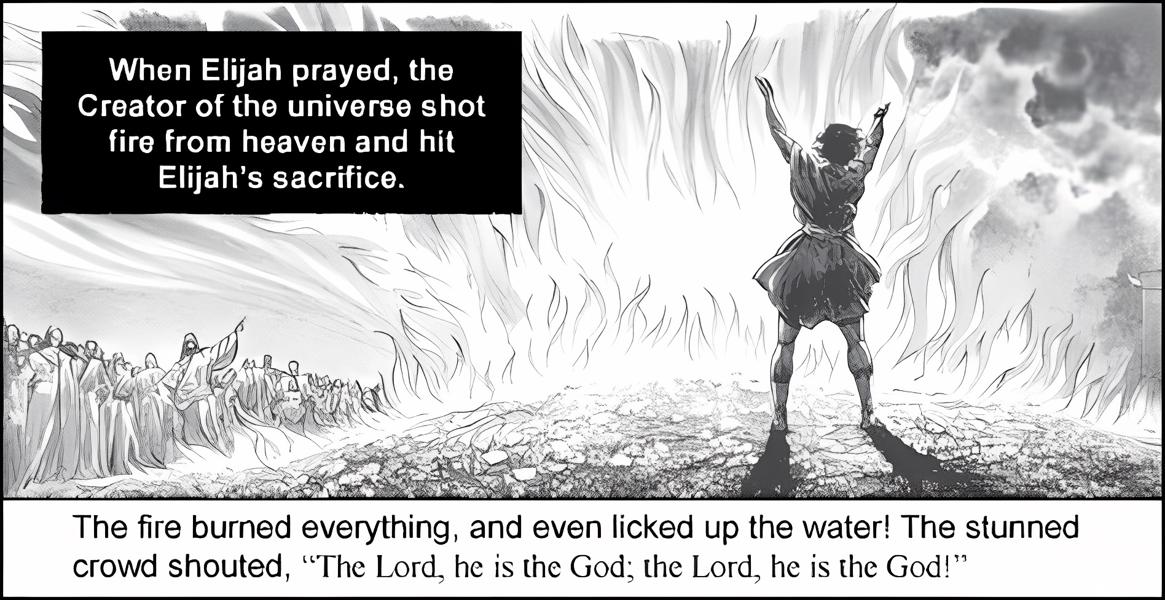 When Elijah prayed, the
Creator of the universe shot
fire from heaven and hit
Elijah's sacrifice.
The fire burned everything, and even licked up the water! The stunned
crowd shouted, “The Lord, he is the God; the Lord, he is the God!”